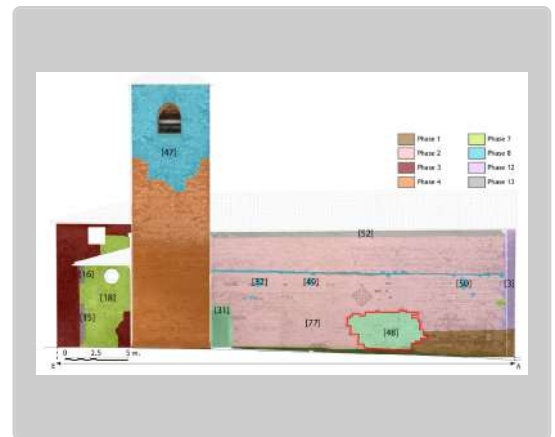 [47]
Phase 1 Phase 7
Phase 2 Phase 8
Phase 3 Phase 12
Phase 4 Phase 13
[52]
[16]
[32] [49] [50] [3]
[18]
[15] [31] [77]
[48]
0 2.5 5 m.
A